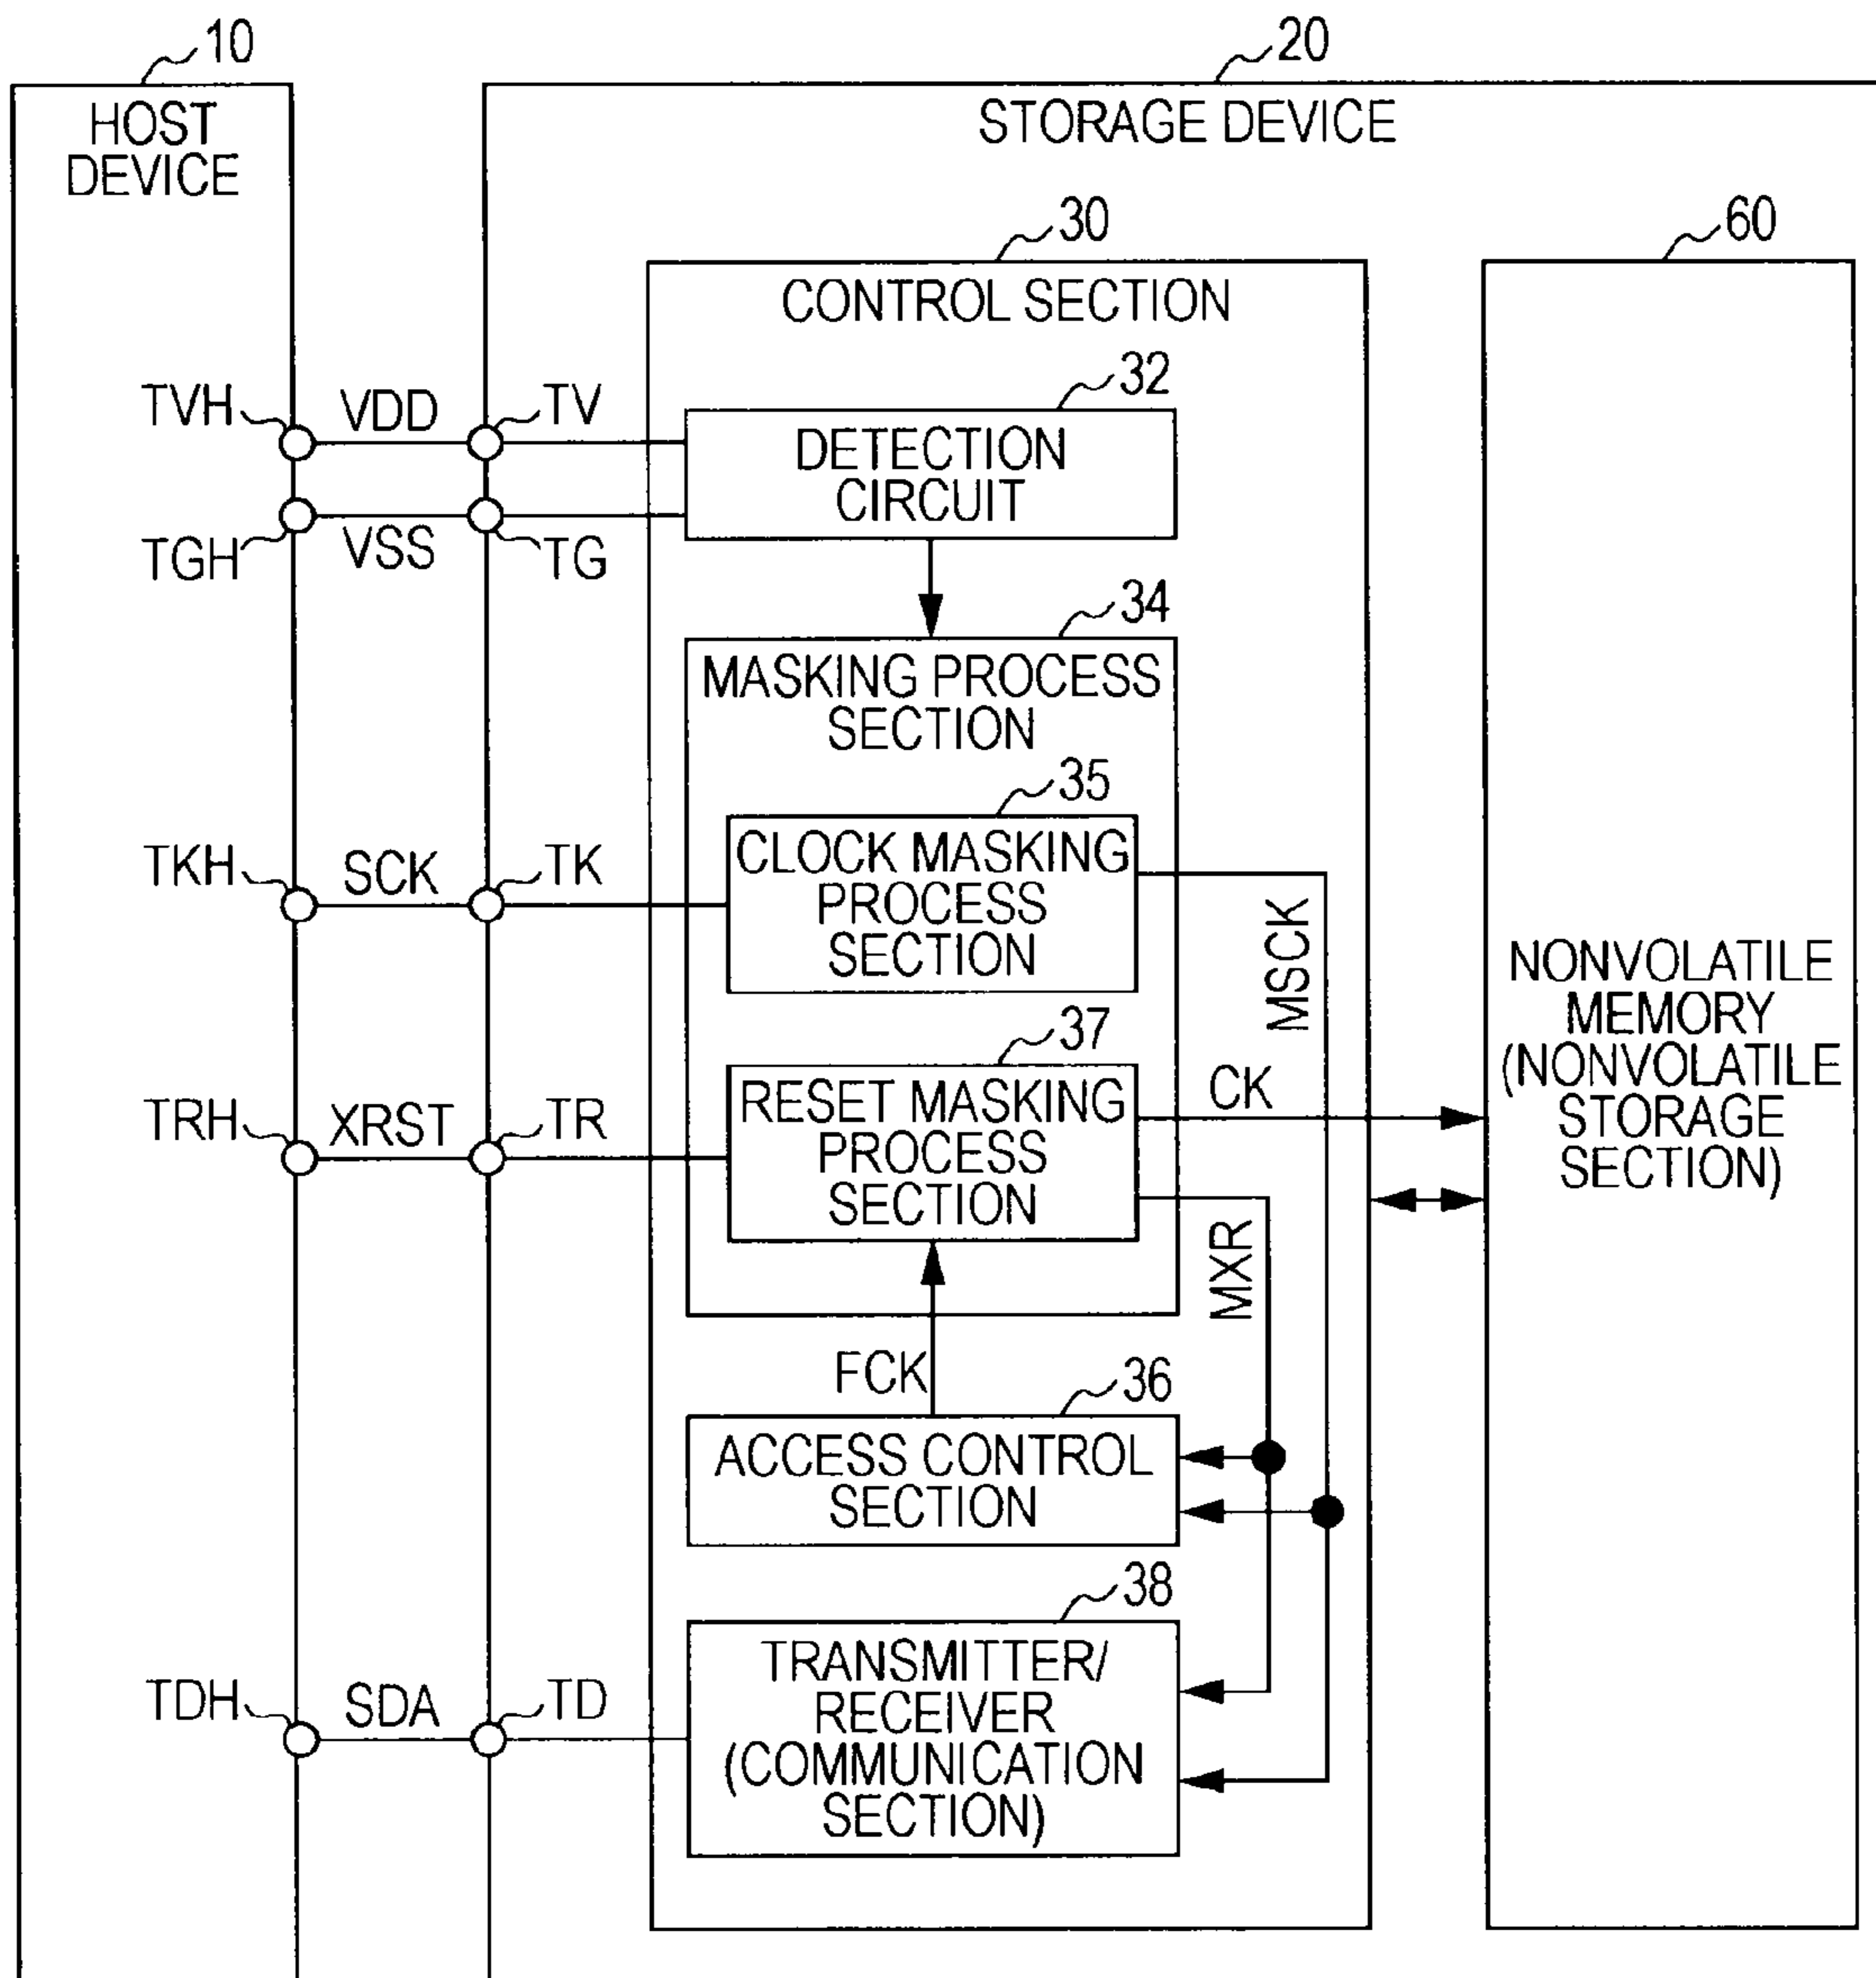 10
20
HOST
DEVICE
STORAGE DEVICE
30
60
CONTROL SECTION
32
TVH
VDD
TV
DETECTION
CIRCUIT
TGH
VSS
TG
34
MASKING PROCESS
SECTION
35
TKH
SCK
TK
CLOCK MASKING
PROCESS
SECTION
MSCK
NONVOLATILE
MEMORY
(NONVOLATILE
STORAGE
SECTION)
37
TRH
XRST
TR
RESET MASKING
PROCESS
SECTION
CK
MXR
FCK
36
ACCESS CONTROL
SECTION
38
TDH
SDA
TD
TRANSMITTER/
RECEIVER
(COMMUNICATION
SECTION)